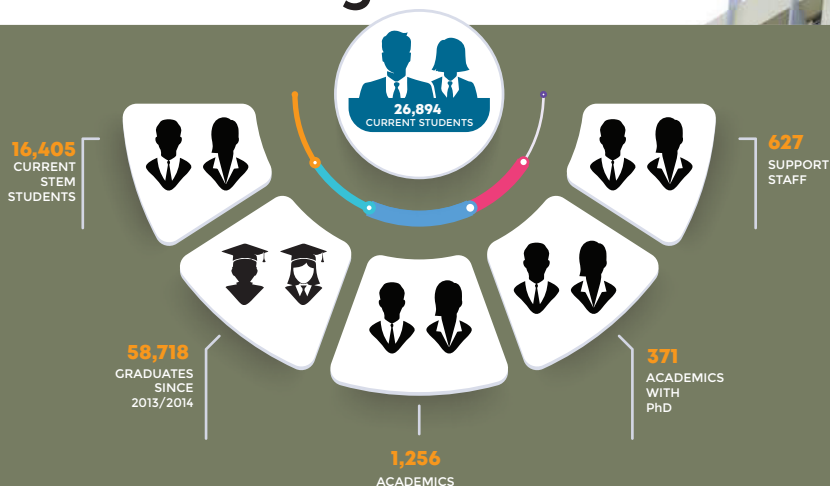 26,894
CURRENT STUDENTS
16,405
CURRENT
STEM
STUDENTS
627
SUPPORT
STAFF
58,718
GRADUATES
SINCE
2013/2014
371
ACADEMICS
WITH
PhD
1,256
ACADEMICS